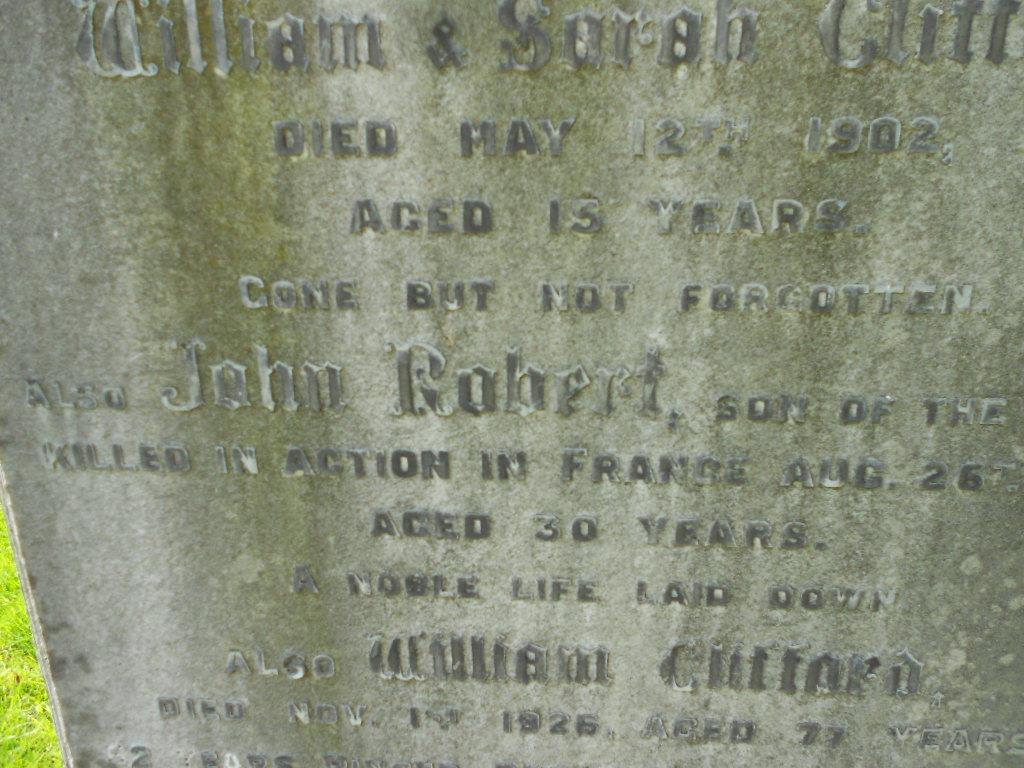 William & Sarah Cliff
DIED MAY 12TH 1902,
AGED 15 YEARS.
GONE BUT NOT FORGOTTEN.
ALSO John Robert, SON OF THE
KILLED IN ACTION IN FRANCE AUG. 26T
AGED 30 YEARS.
A NOBLE LIFE LAID DOWN
ALSO William Clifford,
DIED NOV. 1ST 1926, AGED 77 YEARS